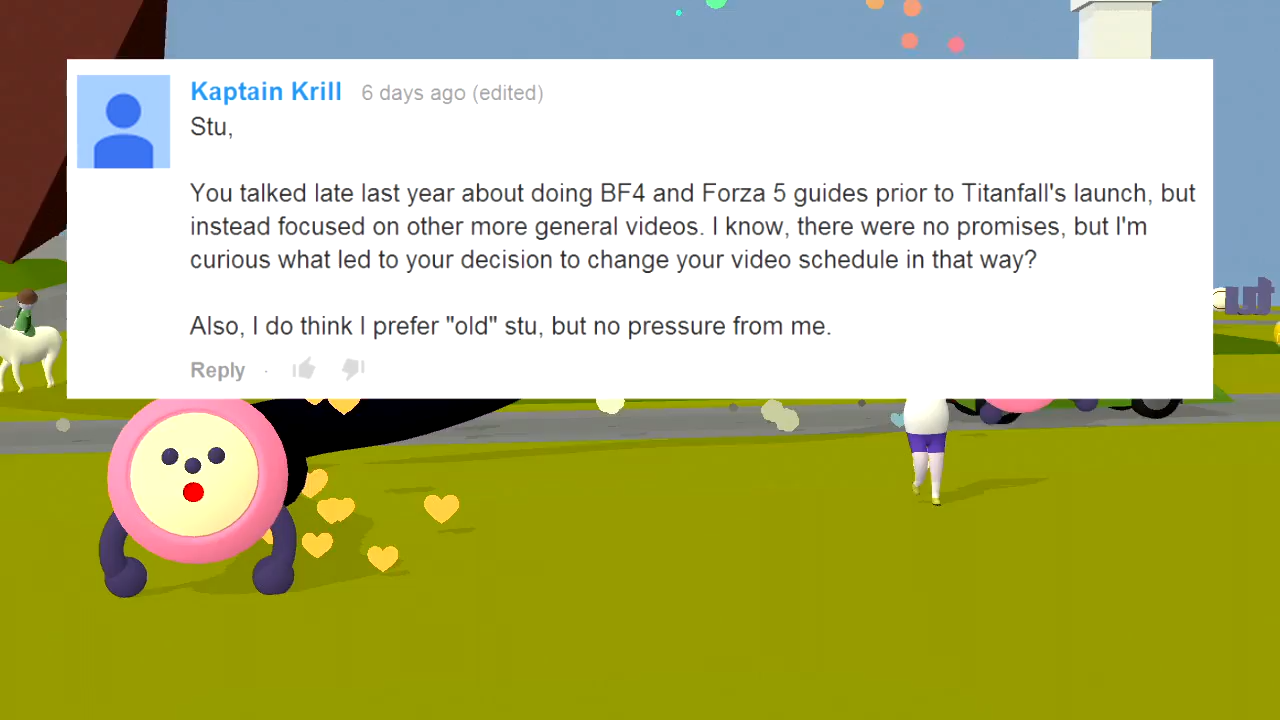 Kaptain Krill 6 days ago (edited)
Stu,
You talked late last year about doing BF4 and Forza 5 guides prior to Titanfall's launch, but
instead focused on other more general videos. I know, there were no promises, but I'm
curious what led to your decision to change your video schedule in that way?
Also, I do think I prefer "old" stu, but no pressure from me.
Reply ·
ut